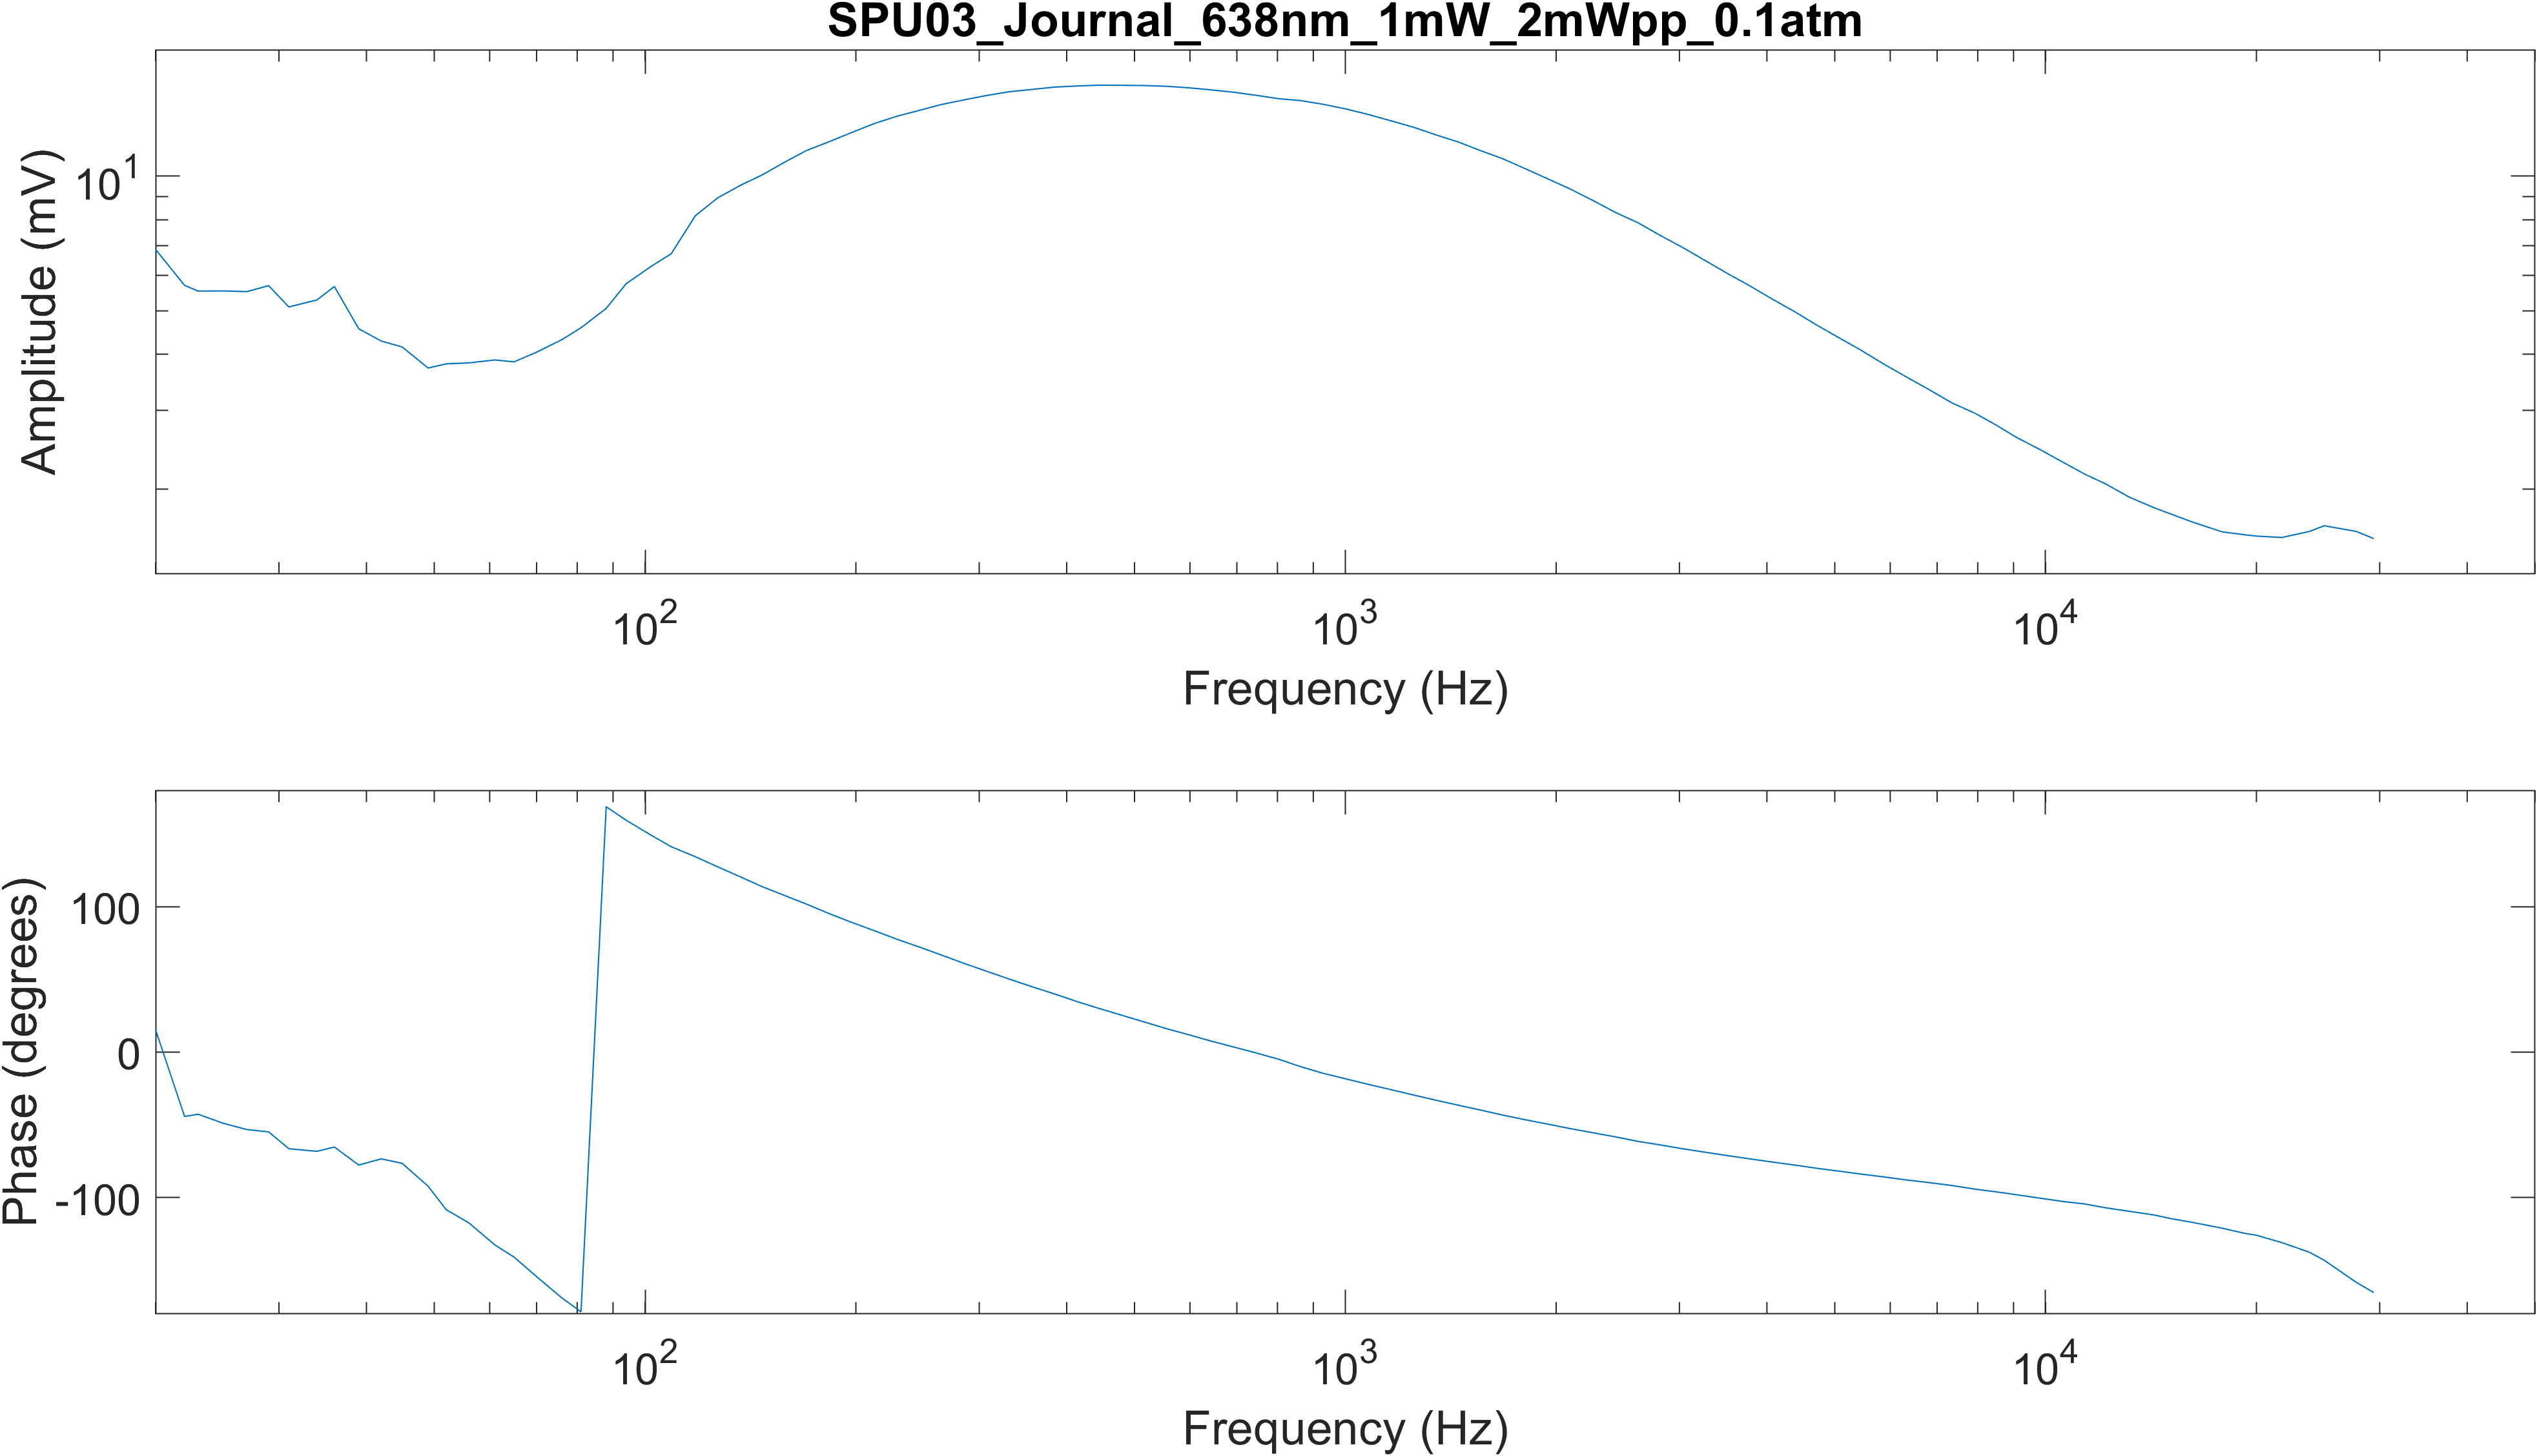 SPU03_Journal_638nm_1mW_2mWpp_0.1atm
Amplitude (mV)
10^1
10^2 10^3 10^4
Frequency (Hz)
Phase (degrees)
100
0
-100
10^2 10^3 10^4
Frequency (Hz)